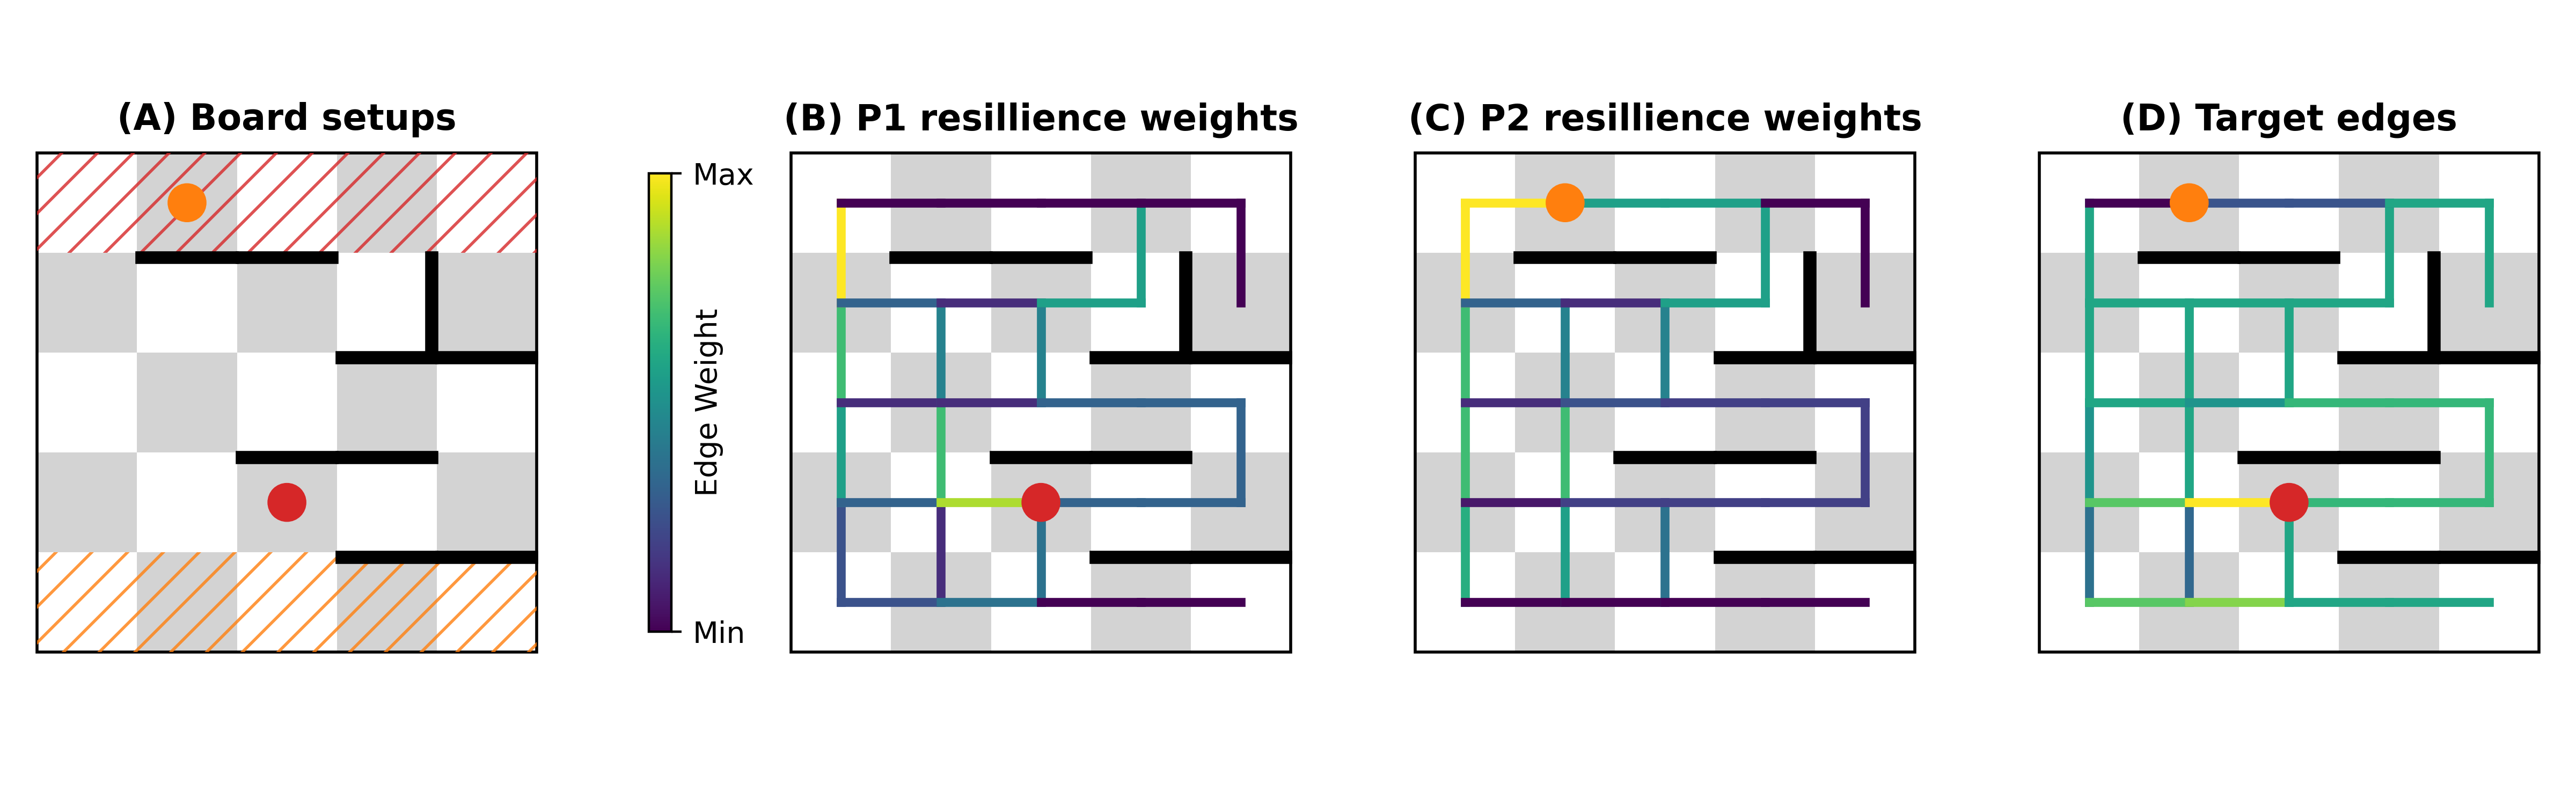 (A) Board setups
Max
Edge Weight
Min
(B) P1 resillience weights
(C) P2 resillience weights
(D) Target edges